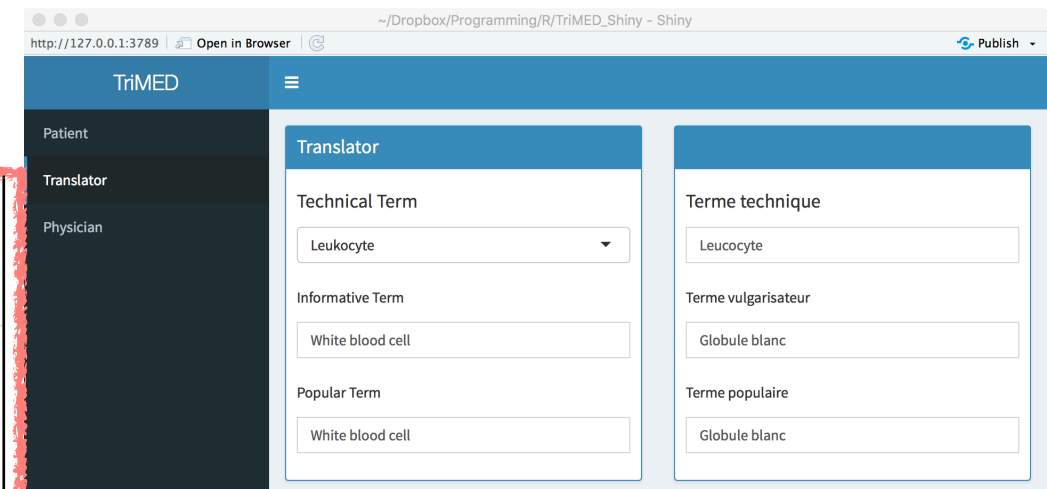 ~/Dropbox/Programming/R/TriMED_Shiny - Shiny
http://127.0.0.1:3789 Open in Browser Publish
TriMED
Patient
Translator
Physician
Translator
Technical Term
Leukocyte
Informative Term
White blood cell
Popular Term
White blood cell
Terme technique
Leucocyte
Terme vulgarisateur
Globule blanc
Terme populaire
Globule blanc